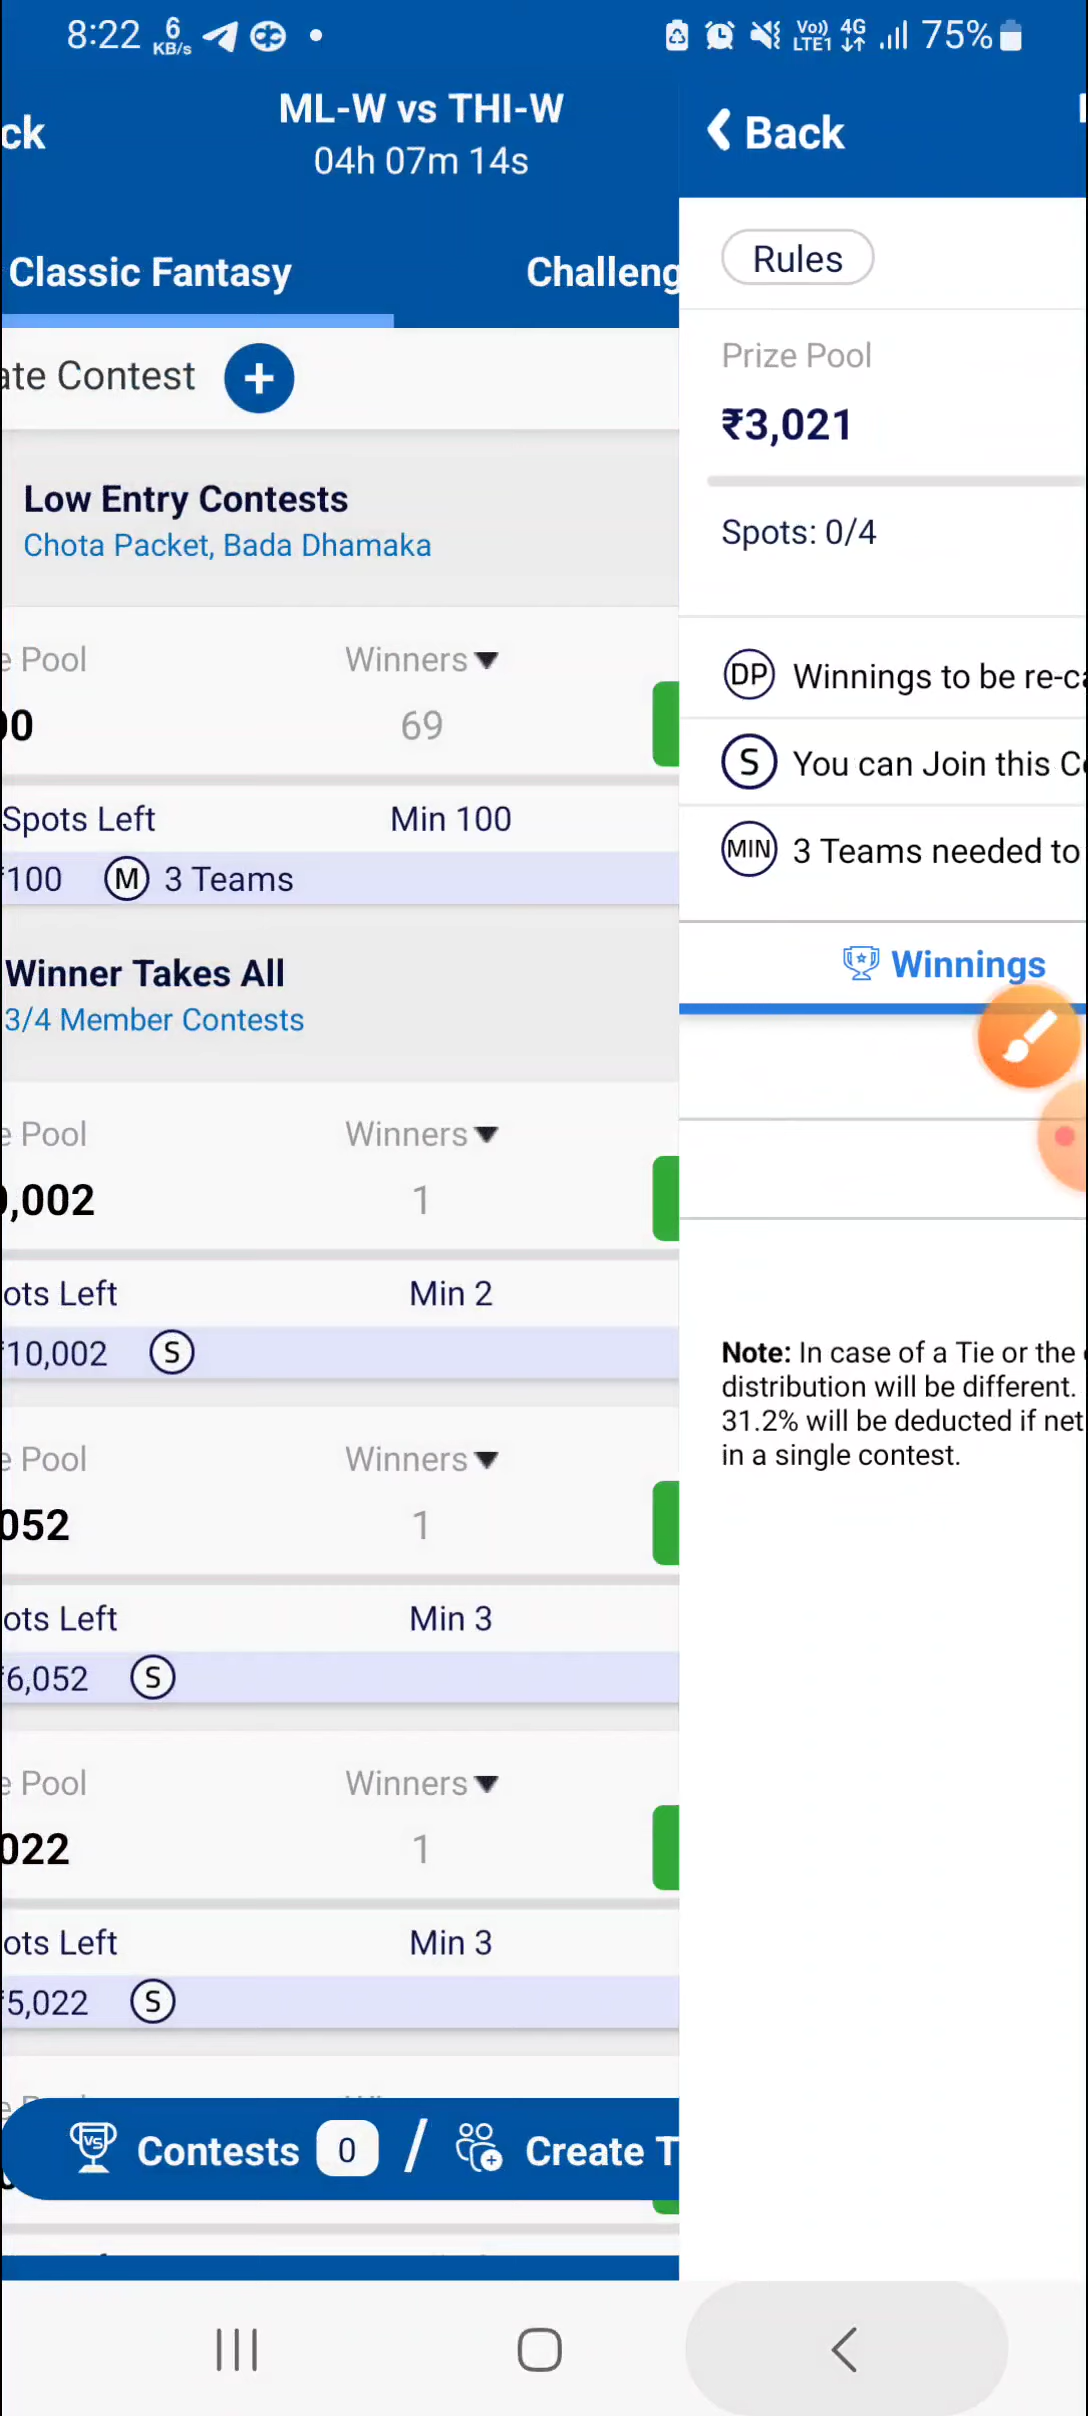 8:22 6 KB/s Vo)) LTE1 4G 75%
ML-W vs THI-W
04h 07m 14s
ck
Classic Fantasy Challeng
ate Contest +
Low Entry Contests
Chota Packet, Bada Dhamaka
e Pool Winners
00 69
Spots Left Min 100
100 M 3 Teams
Winner Takes All
3/4 Member Contests
e Pool Winners
,002 1
ots Left Min 2
10,002 S
e Pool Winners
052 1
ots Left Min 3
6,052 S
e Pool Winners
022 1
ots Left Min 3
5,022 S
VS Contests 0 / Create T
Back
Rules
Prize Pool
₹3,021
Spots: 0/4
DP Winnings to be re-ca
S You can Join this C
MIN 3 Teams needed to
Winnings
Note: In case of a Tie or the
distribution will be different.
31.2% will be deducted if net
in a single contest.